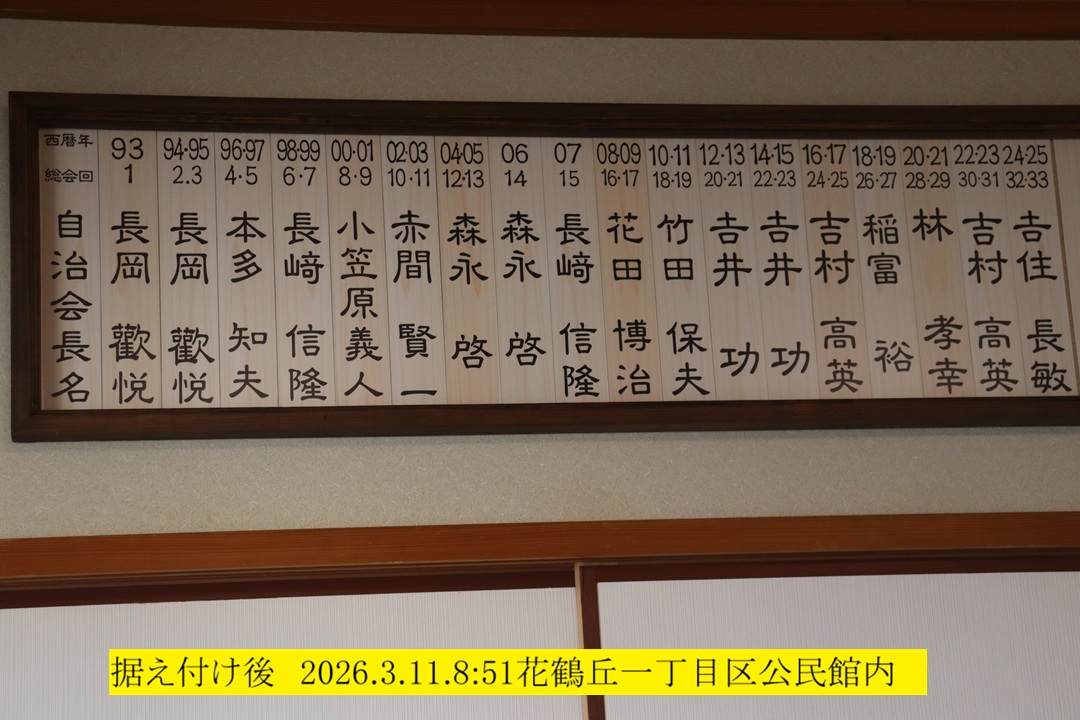 西暦年 93 94・95 96・97 98・99 00・01 02・03 04・05 06 07 08・09 10・11 12・13 14・15 16・17 18・19 20・21 22・23 24・25
総会回 1 2.3 4・5 6・7 8・9 10・11 12・13 14 15 16・17 18・19 20・21 22・23 24・25 26・27 28・29 30・31 32・33
自治会長名
長岡 歡悦
長岡 歡悦
本多 知夫
長﨑 信隆
小笠原義人
赤間 賢一
森永 啓
森永 啓
長﨑 信隆
花田 博治
竹田 保夫
𠮷井 功
𠮷井 功
吉村 高英
稲富 裕
林 孝幸
吉村 高英
𠮷住 長敏
据え付け後 2026.3.11.8:51花鶴丘一丁目区公民館内